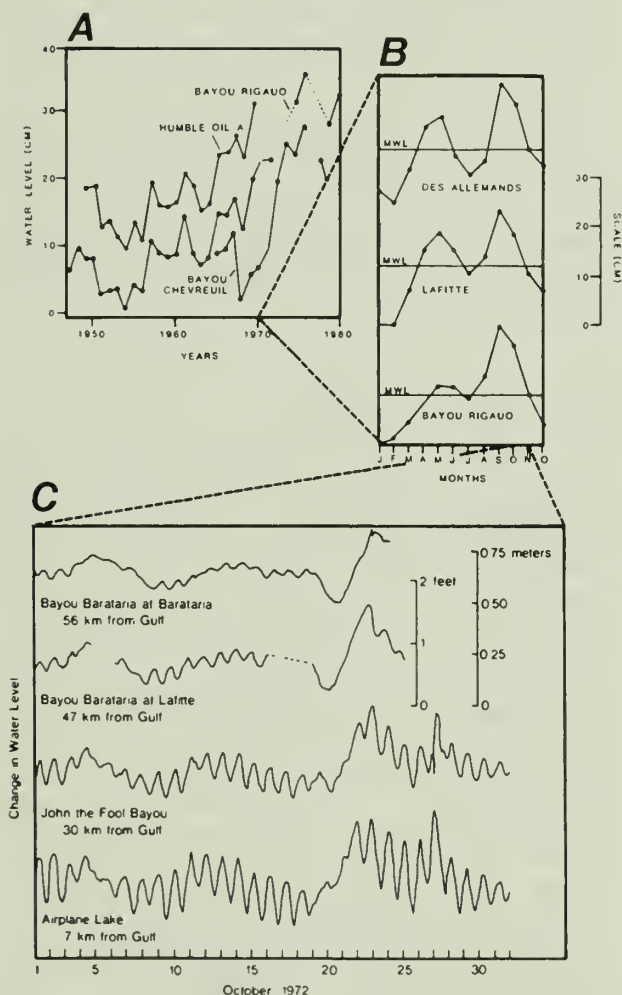 A
B
40
30
20
10
0
WATER LEVEL (CM)
BAYOU RIGAUD
HUMBLE OIL A
BAYOU
CHEVREUIL
1950
1960
1970
1980
YEARS
MWL
DES ALLEMANDS
MWL
LAFITTE
MWL
BAYOU RIGAUD
J F M A M J J A S O N D
MONTHS
30
20
10
0
SCALE (CM)
C
Change in Water Level
Bayou Barataria at Barataria
56 km from Gulf
Bayou Barataria at Lafitte
47 km from Gulf
John the Fool Bayou
30 km from Gulf
Airplane Lake
7 km from Gulf
2 feet
1
0
0.75 meters
0.50
0.25
0
1 5 10 15 20 25 30
October 1972